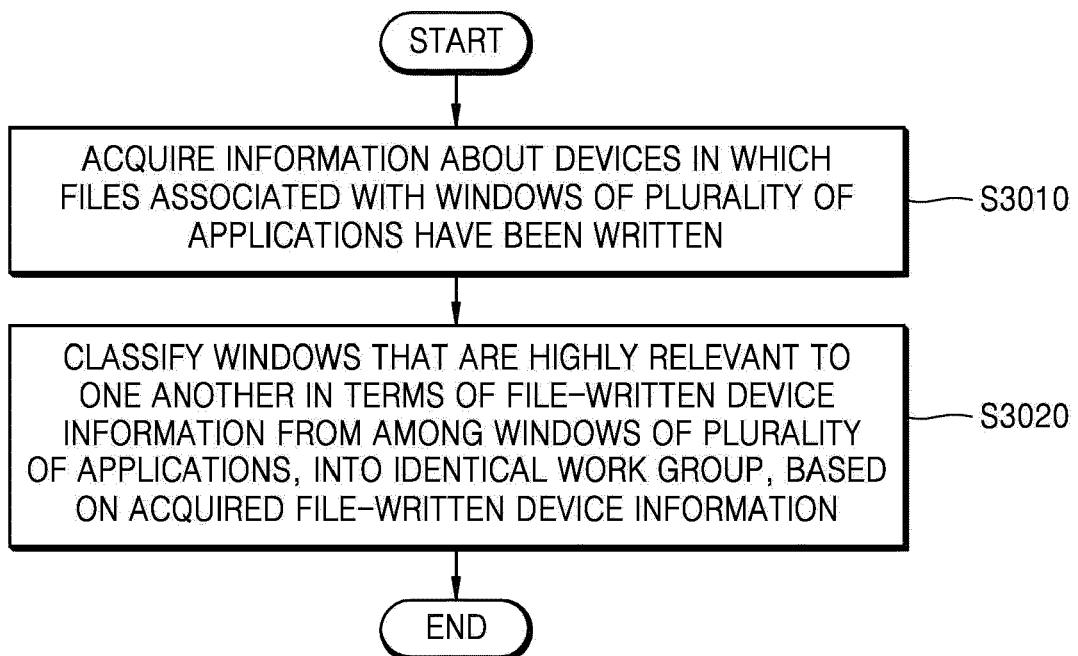 START
ACQUIRE INFORMATION ABOUT DEVICES IN WHICH
FILES ASSOCIATED WITH WINDOWS OF PLURALITY OF
APPLICATIONS HAVE BEEN WRITTEN
S3010
CLASSIFY WINDOWS THAT ARE HIGHLY RELEVANT TO
ONE ANOTHER IN TERMS OF FILE-WRITTEN DEVICE
INFORMATION FROM AMONG WINDOWS OF PLURALITY
OF APPLICATIONS, INTO IDENTICAL WORK GROUP, BASED
ON ACQUIRED FILE-WRITTEN DEVICE INFORMATION
S3020
END